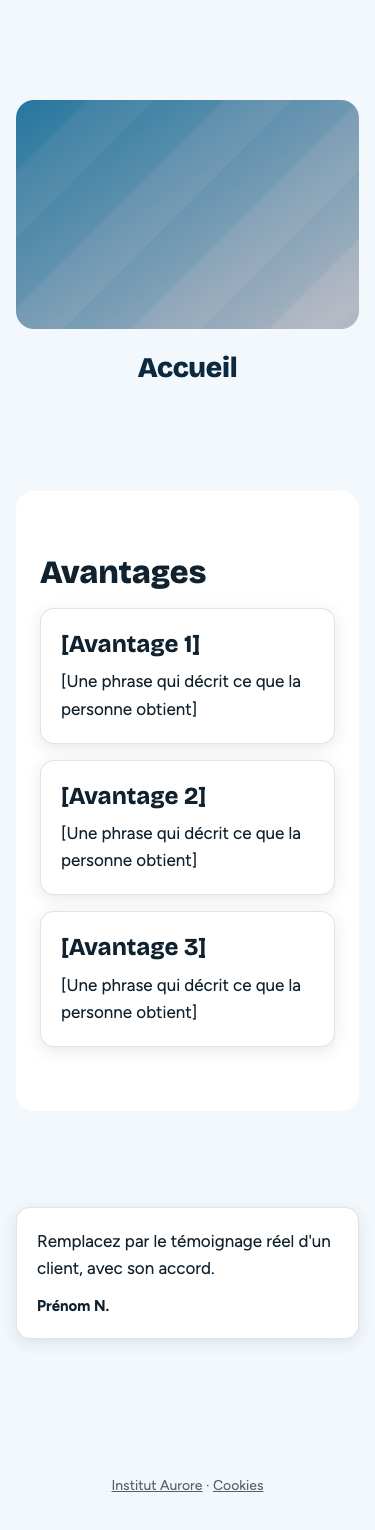 Accueil
Avantages
[Avantage 1]
[Une phrase qui décrit ce que la
personne obtient]
[Avantage 2]
[Une phrase qui décrit ce que la
personne obtient]
[Avantage 3]
[Une phrase qui décrit ce que la
personne obtient]
Remplacez par le témoignage réel d'un
client, avec son accord.
Prénom N.
Institut Aurore · Cookies